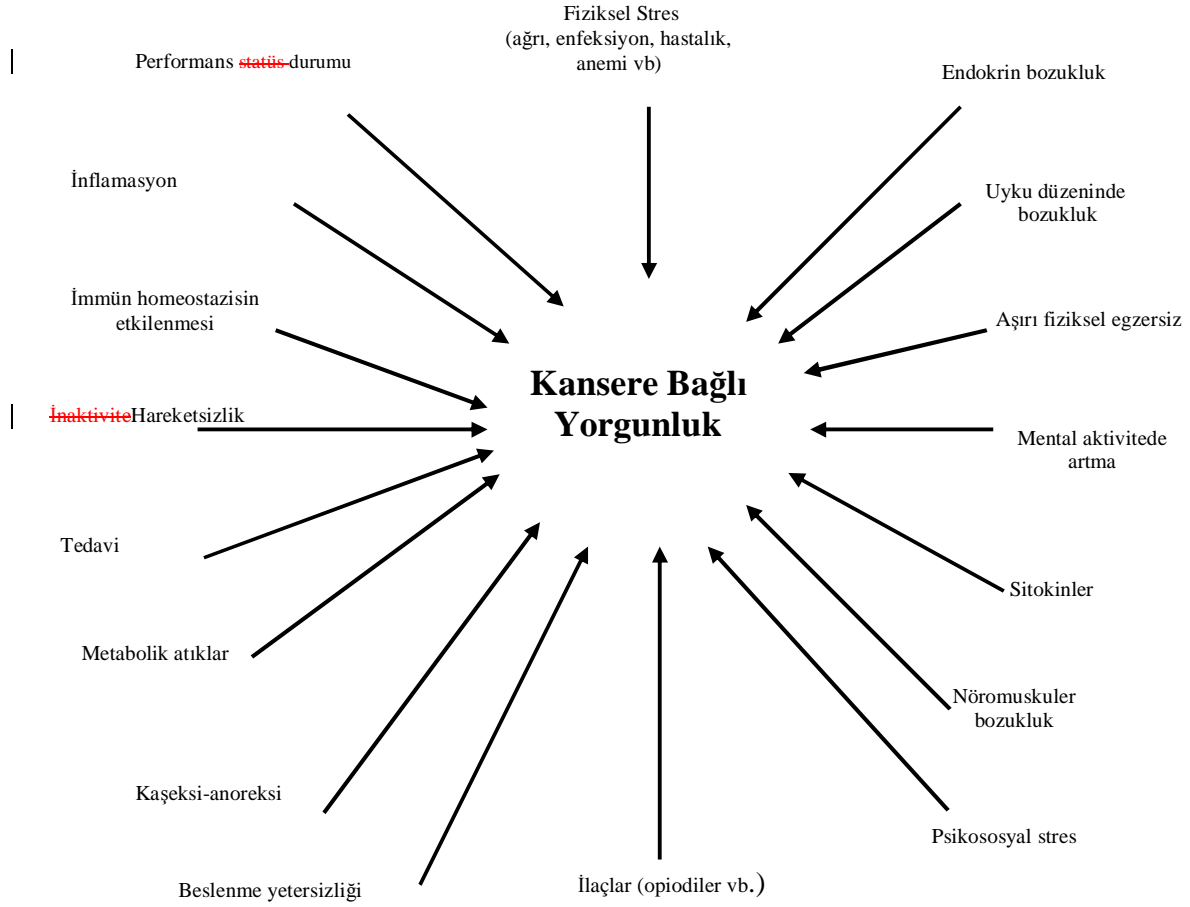 Fiziksel Stres
(ağrı, enfeksiyon, hastalık,
anemi vb)
Performans statüs durumu
Endokrin bozukluk
İnflamasyon
Uyku düzeninde
bozukluk
İmmün homeostazisin
etkilenmesi
Aşırı fiziksel egzersiz
Kansere Bağlı
Yorgunluk
İnaktiviteHareketsizlik
Mental aktivitede
artma
Tedavi
Sitokinler
Metabolik atıklar
Nöromuskuler
bozukluk
Kaşeksi-anoreksi
Psikososyal stres
Beslenme yetersizliği
İlaçlar (opiodiler vb.)